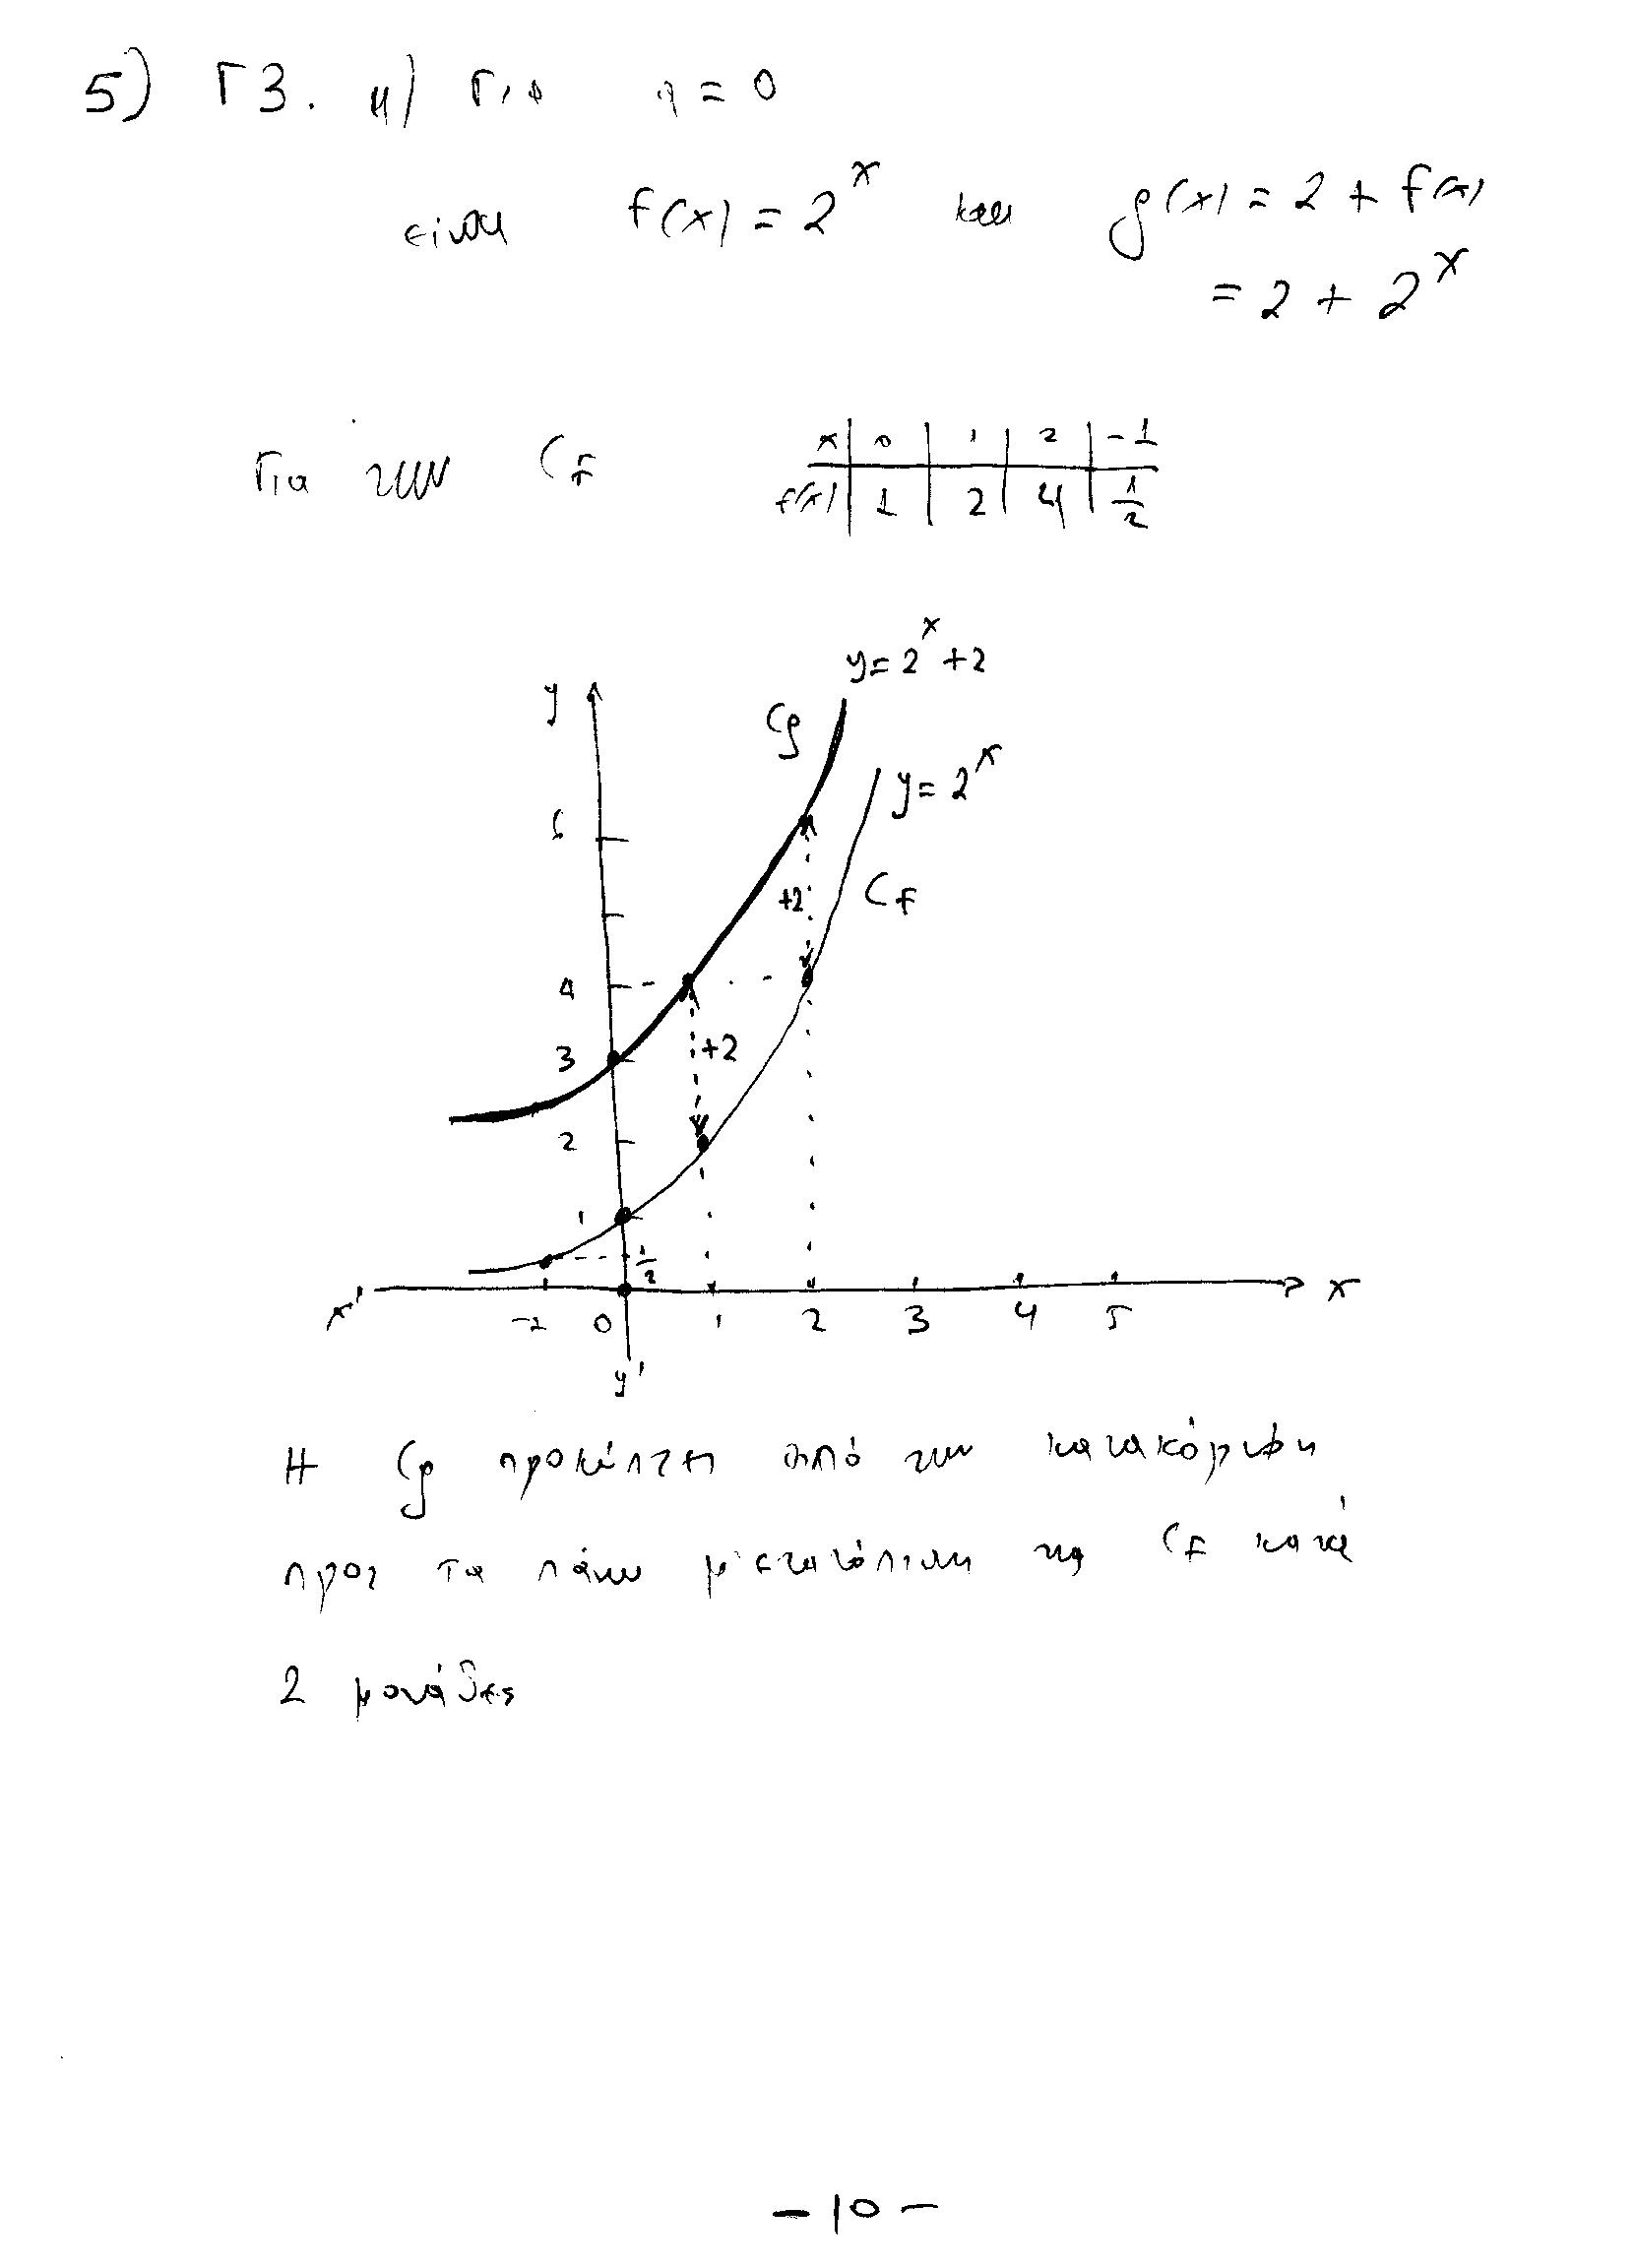 5) Γ3. ii) Για α = 0
είναι f(x) = 2^x και g(x) = 2 + f(x)
= 2 + 2^x
Για την Cf
x | 0 | 1 | 2 | -1
f(x) | 1 | 2 | 4 | 1/2
y = 2^x + 2
y
Cg
y = 2^x
6
+2
Cf
4
3
+2
2
1
1/2
x' 0 1 2 3 4 5 x
y'
Η Cg προκύπτει από την κατακόρυφη
προς τα πάνω μετατόπιση της Cf κατά
2 μονάδες
- 10 -